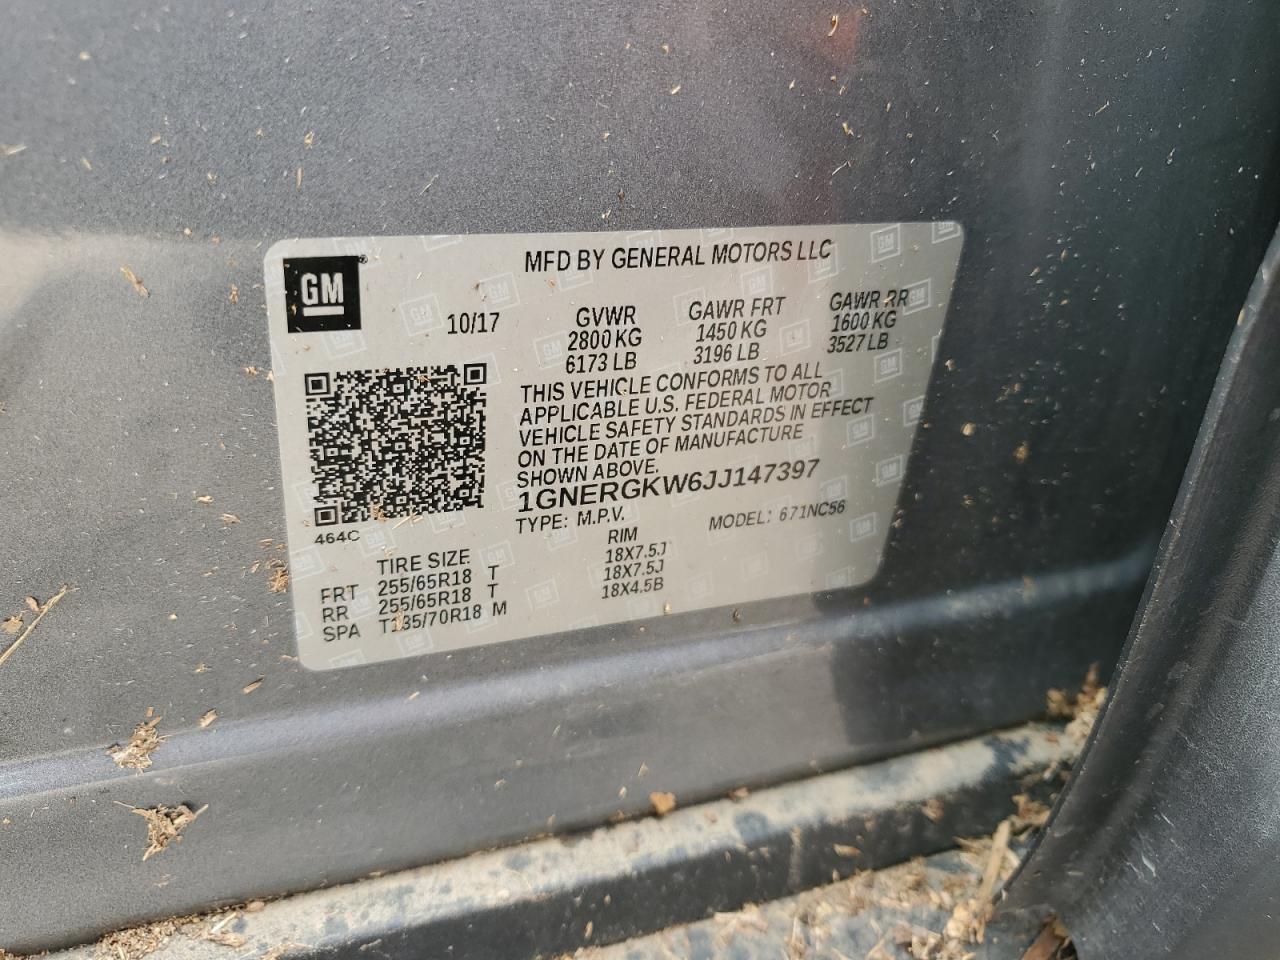 MFD BY GENERAL MOTORS LLC
GM
10/17
GVWR GAWR FRT GAWR RR
2800 KG 1450 KG 1600 KG
6173 LB 3196 LB 3527 LB
THIS VEHICLE CONFORMS TO ALL
APPLICABLE U.S. FEDERAL MOTOR
VEHICLE SAFETY STANDARDS IN EFFECT
ON THE DATE OF MANUFACTURE
SHOWN ABOVE.
1GNERGKW6JJ147397
TYPE: M.P.V. MODEL: 671NC56
464C
TIRE SIZE RIM
FRT 255/65R18 T 18X7.5J
RR 255/65R18 T 18X7.5J
SPA T135/70R18 M 18X4.5B